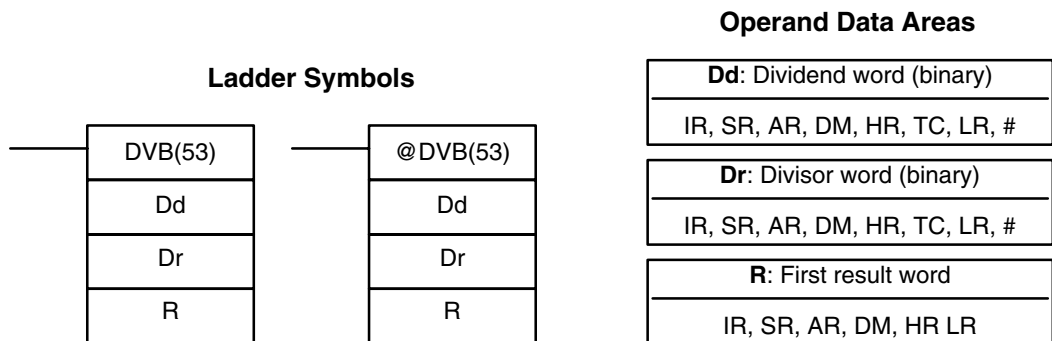 Operand Data Areas
Ladder Symbols
DVB(53)
Dd
Dr
R
@DVB(53)
Dd
Dr
R
Dd: Dividend word (binary)
IR, SR, AR, DM, HR, TC, LR, #
Dr: Divisor word (binary)
IR, SR, AR, DM, HR, TC, LR, #
R: First result word
IR, SR, AR, DM, HR LR